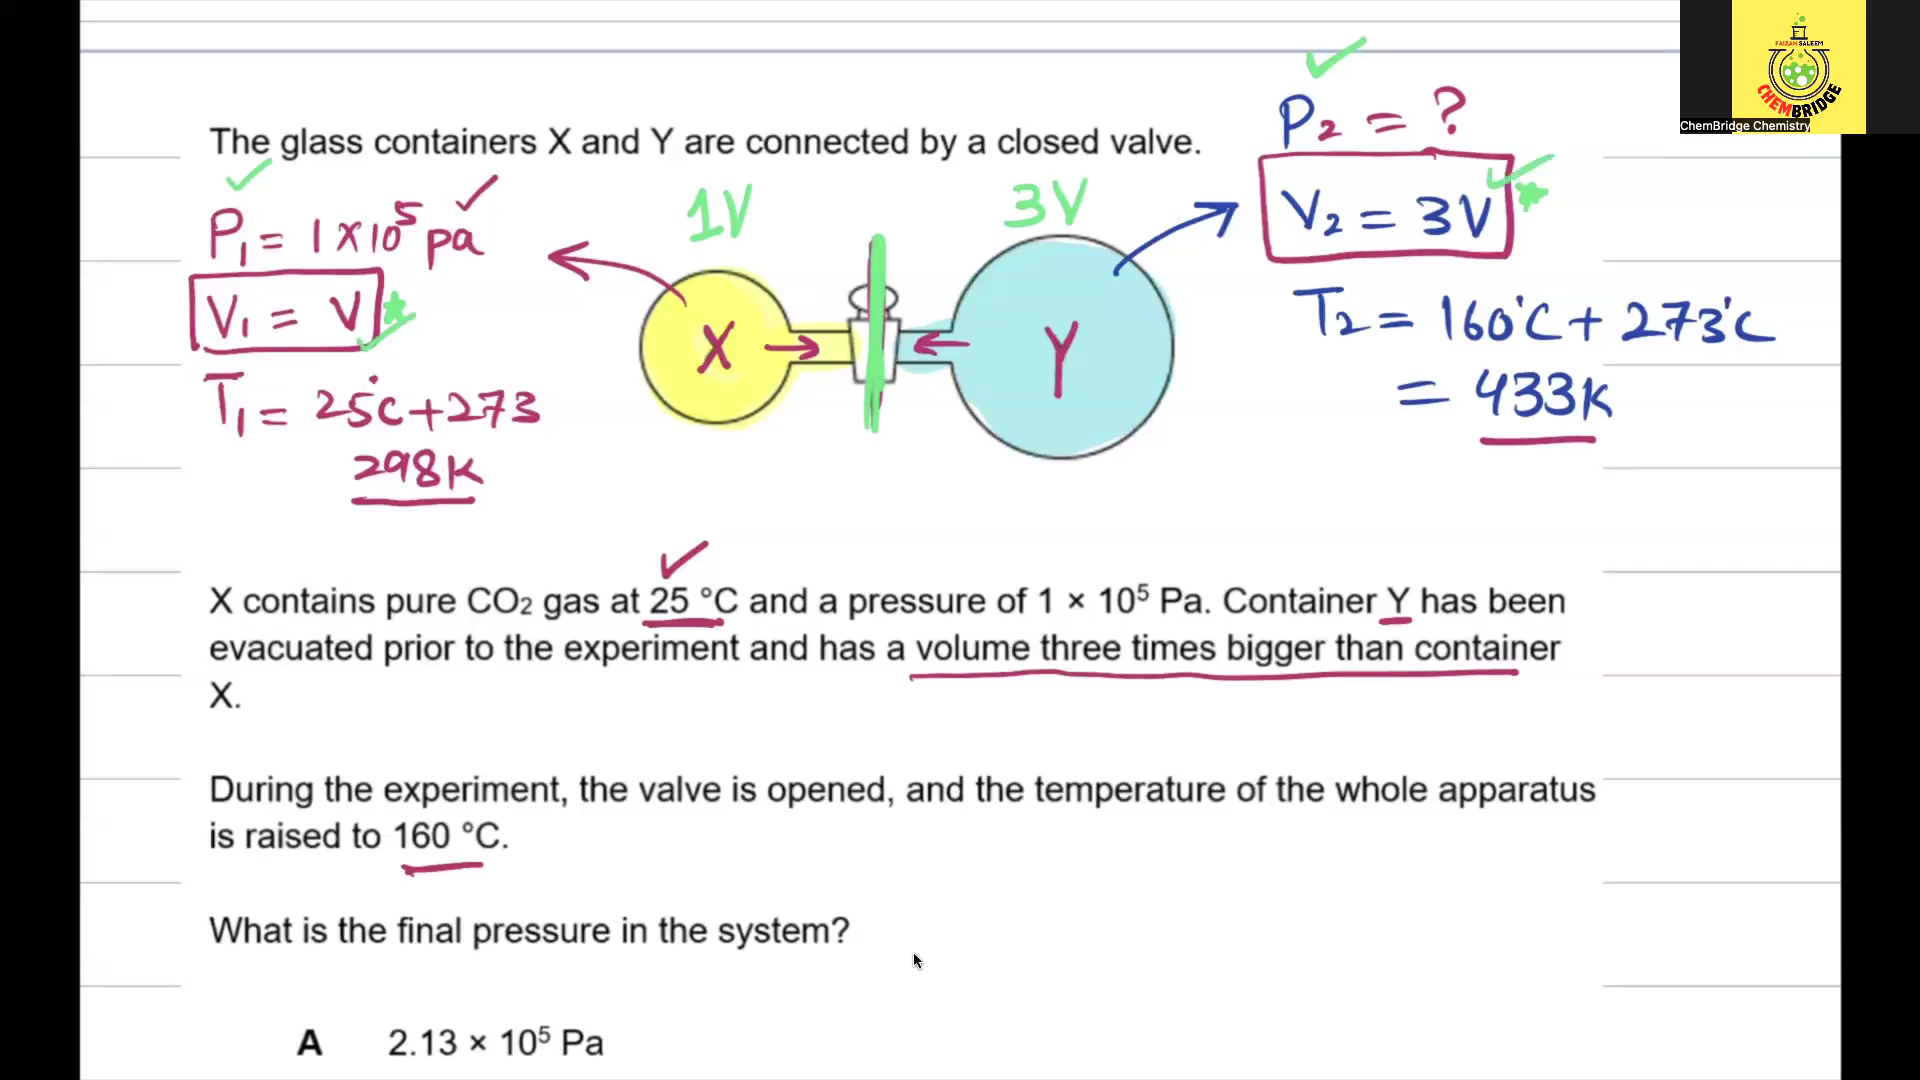 FAIZAN SALEEM
CHEMBRIDGE
ChemBridge Chemistry
P₂ = ?
The glass containers X and Y are connected by a closed valve.
1V
3V
V₂ = 3V
P₁ = 1×10⁵ pa
V₁ = V
T₂ = 160°C + 273°C
X
Y
T₁ = 25°C+273
= 433K
298K
X contains pure CO₂ gas at 25 °C and a pressure of 1 × 10⁵ Pa. Container Y has been
evacuated prior to the experiment and has a volume three times bigger than container
X.
During the experiment, the valve is opened, and the temperature of the whole apparatus
is raised to 160 °C.
What is the final pressure in the system?
A 2.13 × 10⁵ Pa